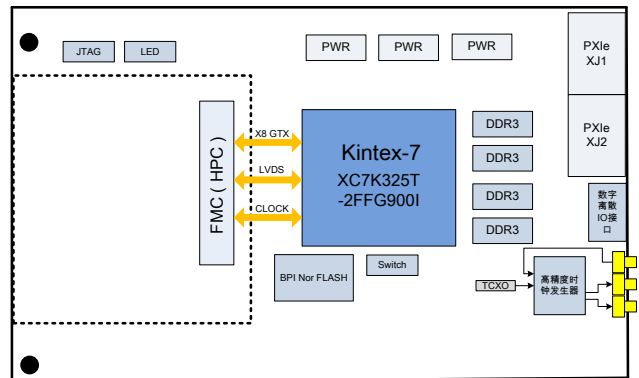 JTAG
LED
PWR
PWR
PWR
PXIe
XJ1
X8 GTX
LVDS
CLOCK
FMC（HPC）
Kintex-7
XC7K325T
-2FFG900I
DDR3
DDR3
DDR3
DDR3
PXIe
XJ2
数字
离散
IO接
口
BPI Nor FLASH
Switch
TCXO
高精度时
钟发生器